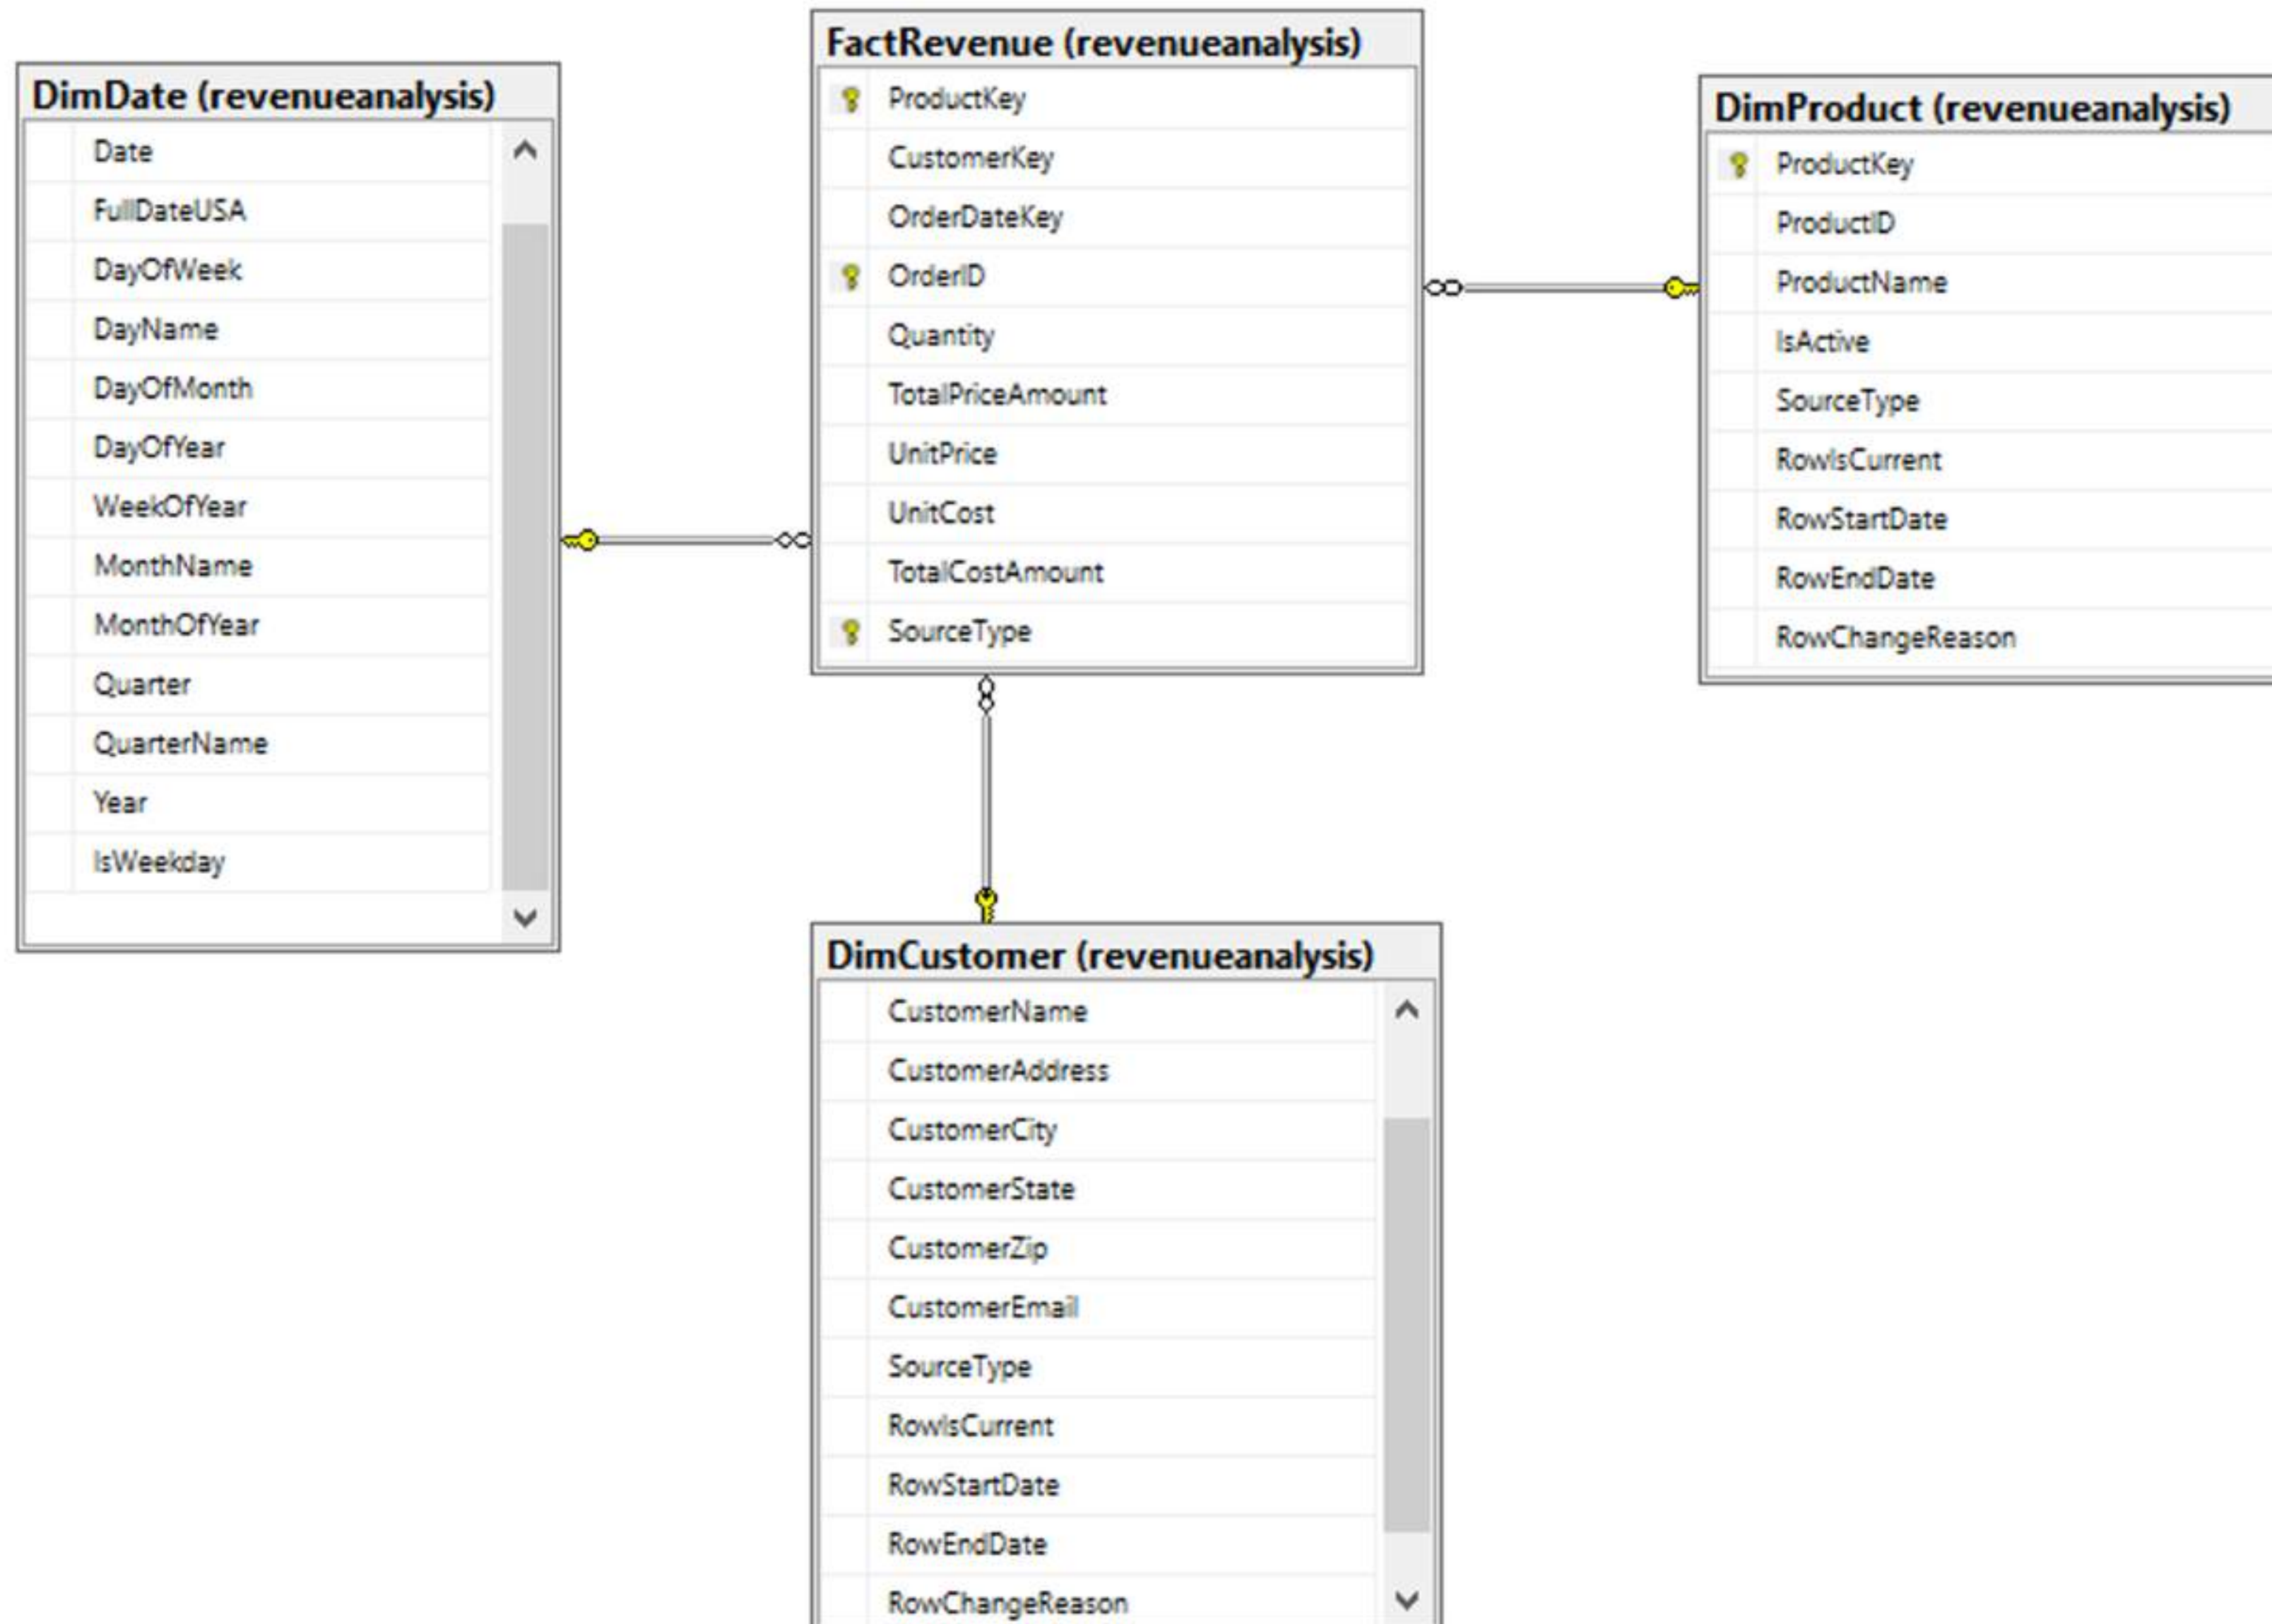 DimDate (revenueanalysis)
Date
FullDateUSA
DayOfWeek
DayName
DayOfMonth
DayOfYear
WeekOfYear
MonthName
MonthOfYear
Quarter
QuarterName
Year
IsWeekday
FactRevenue (revenueanalysis)
ProductKey
CustomerKey
OrderDateKey
OrderID
Quantity
TotalPriceAmount
UnitPrice
UnitCost
TotalCostAmount
SourceType
DimProduct (revenueanalysis)
ProductKey
ProductID
ProductName
IsActive
SourceType
RowIsCurrent
RowStartDate
RowEndDate
RowChangeReason
DimCustomer (revenueanalysis)
CustomerName
CustomerAddress
CustomerCity
CustomerState
CustomerZip
CustomerEmail
SourceType
RowIsCurrent
RowStartDate
RowEndDate
RowChangeReason